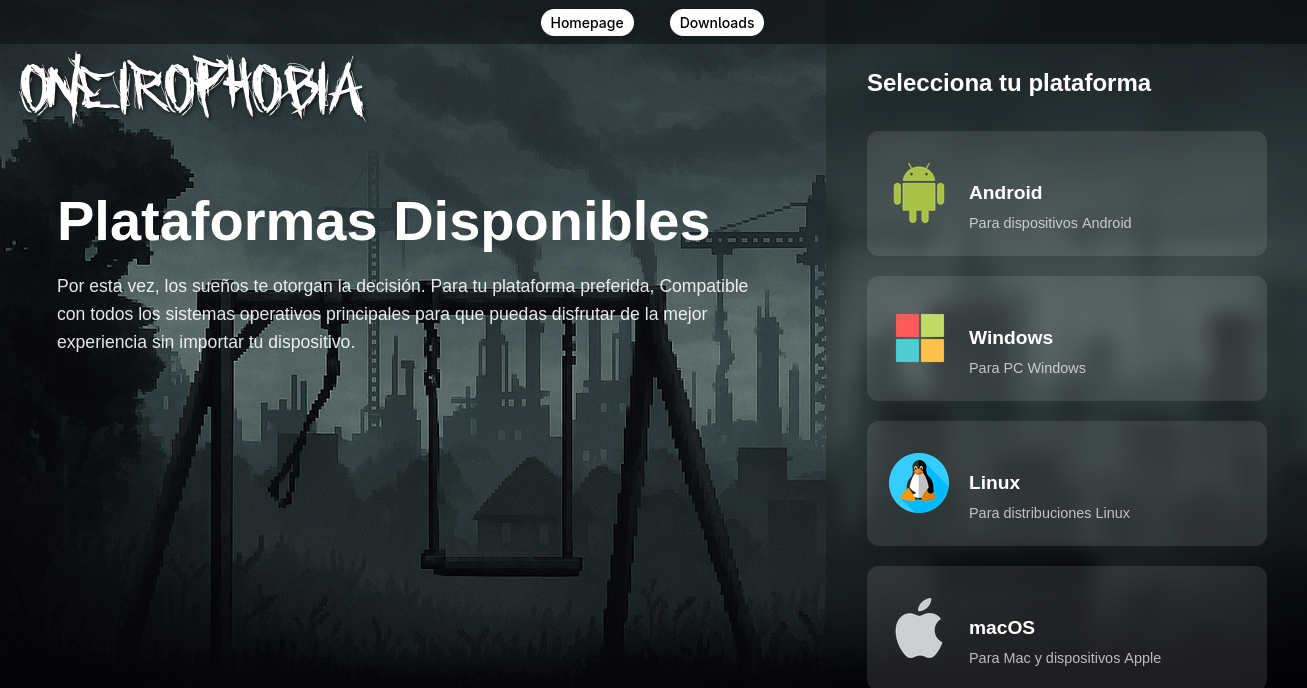 Homepage
Downloads
ONEIROPHOBIA
Plataformas Disponibles
Por esta vez, los sueños te otorgan la decisión. Para tu plataforma preferida, Compatible
con todos los sistemas operativos principales para que puedas disfrutar de la mejor
experiencia sin importar tu dispositivo.
Selecciona tu plataforma
Android
Para dispositivos Android
Windows
Para PC Windows
Linux
Para distribuciones Linux
macOS
Para Mac y dispositivos Apple